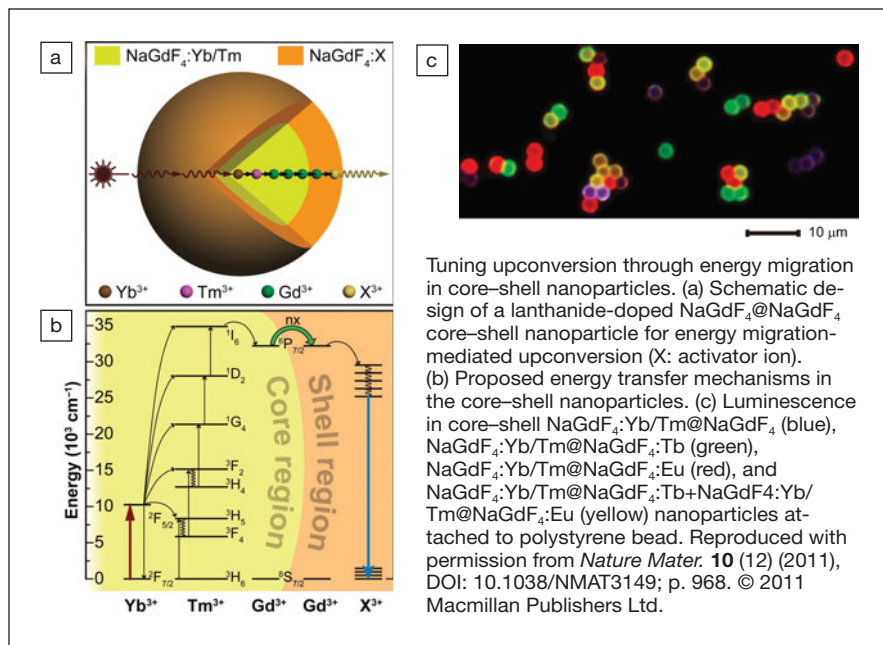 a
NaGdF₄:Yb/Tm
NaGdF₄:X
Yb³⁺
Tm³⁺
Gd³⁺
X³⁺
b
Energy (10³ cm⁻¹)
35
30
25
20
15
10
5
0
nx
¹I₆
⁶P₇/₂
¹D₂
¹G₄
³F₂
³H₄
²F₅/₂
³H₅
³F₄
²F₇/₂
³H₆
⁸S₇/₂
Core region
Shell region
Yb³⁺
Tm³⁺
Gd³⁺
Gd³⁺
X³⁺
c
10 μm
Tuning upconversion through energy migration
in core–shell nanoparticles. (a) Schematic de-
sign of a lanthanide-doped NaGdF₄@NaGdF₄
core–shell nanoparticle for energy migration-
mediated upconversion (X: activator ion).
(b) Proposed energy transfer mechanisms in
the core–shell nanoparticles. (c) Luminescence
in core–shell NaGdF₄:Yb/Tm@NaGdF₄ (blue),
NaGdF₄:Yb/Tm@NaGdF₄:Tb (green),
NaGdF₄:Yb/Tm@NaGdF₄:Eu (red), and
NaGdF₄:Yb/Tm@NaGdF₄:Tb+NaGdF4:Yb/
Tm@NaGdF₄:Eu (yellow) nanoparticles at-
tached to polystyrene bead. Reproduced with
permission from Nature Mater. 10 (12) (2011),
DOI: 10.1038/NMAT3149; p. 968. © 2011
Macmillan Publishers Ltd.